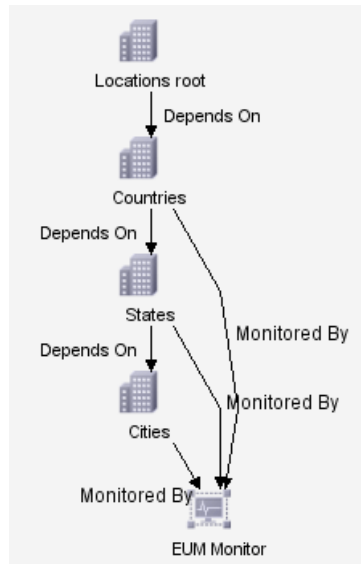 Locations root
Depends On
Countries
Depends On
States
Monitored By
Depends On
Monitored By
Cities
Monitored By
EUM Monitor